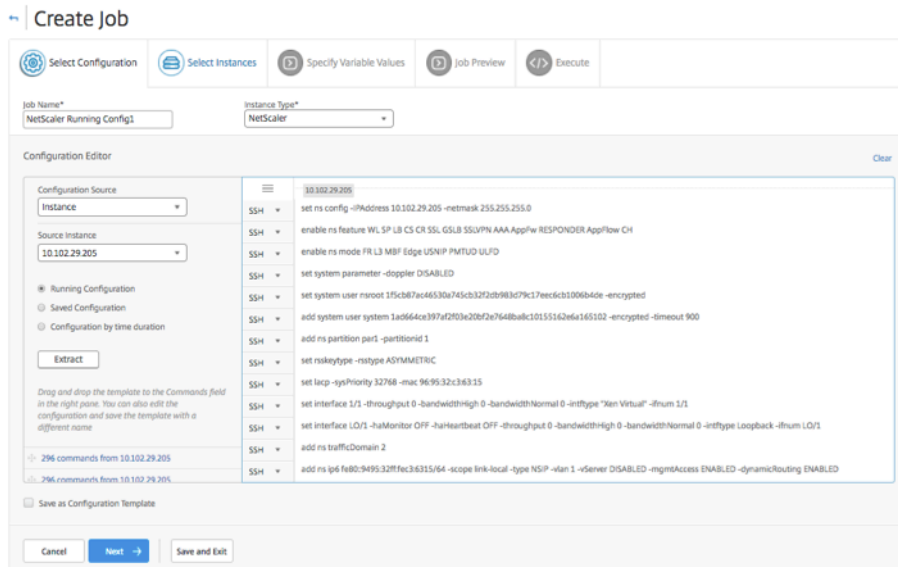 Create Job
Select Configuration
Select Instances
Specify Variable Values
Job Preview
Execute
Job Name*
Instance Type*
NetScaler Running Config1
NetScaler
Configuration Editor
Clear
Configuration Source
Instance
Source Instance
10.102.29.205
Running Configuration
Saved Configuration
Configuration by time duration
Extract
Drag and drop the template to the Commands field
in the right pane. You can also edit the
configuration and save the template with a
different name
296 commands from 10.102.29.205
296 commands from 10.102.29.205
10.102.29.205
SSH set ns config -IPAddress 10.102.29.205 -netmask 255.255.255.0
SSH enable ns feature WL SP LB CS CR SSL GSLB SSLVPN AAA AppFw RESPONDER AppFlow CH
SSH enable ns mode FR L3 MBF Edge USNIP PMTUD ULFD
SSH set system parameter -doppler DISABLED
SSH set system user nsroot 1f5cb87ac46530a745cb32f2db983d79c17eec6cb1006b4de -encrypted
SSH add system user system 1ad664ce397af2f03e20bf2e7648ba8c10155162e6a165102 -encrypted -timeout 900
SSH add ns partition par1 -partitionid 1
SSH set rsskeytype -rsstype ASYMMETRIC
SSH set lacp -sysPriority 32768 -mac 96:95:32:c3:63:15
SSH set interface 1/1 -throughput 0 -bandwidthHigh 0 -bandwidthNormal 0 -intftype "Xen Virtual" -ifnum 1/1
SSH set interface LO/1 -haMonitor OFF -haHeartbeat OFF -throughput 0 -bandwidthHigh 0 -bandwidthNormal 0 -intftype Loopback -ifnum LO/1
SSH add ns trafficDomain 2
SSH add ns ip6 fe80::9495:32ff:fec3:6315/64 -scope link-local -type NSIP -vlan 1 -vServer DISABLED -mgmtAccess ENABLED -dynamicRouting ENABLED
Save as Configuration Template
Cancel
Next
Save and Exit